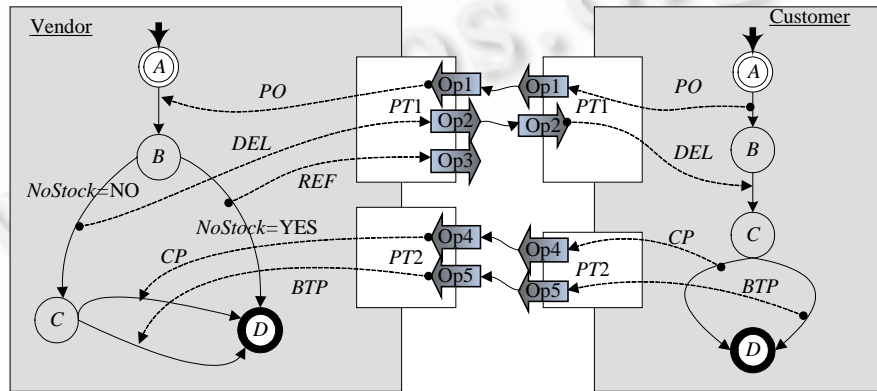 Vendor
Customer
A
A
PO
Op1
Op1
PO
PT1
PT1
Op2
Op2
B
B
DEL
DEL
Op3
REF
NoStock=NO
NoStock=YES
Op4
Op4
CP
C
CP
PT2
PT2
Op5
Op5
BTP
BTP
C
D
D